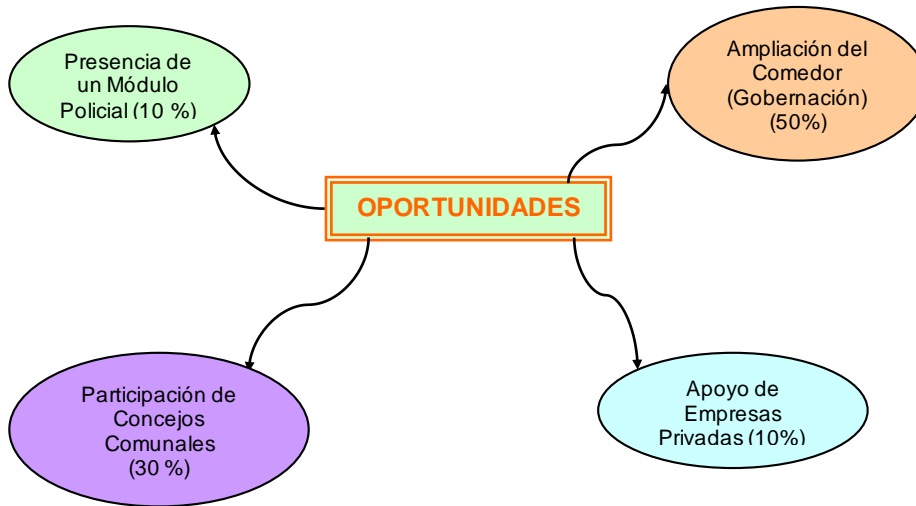 Presencia de
un Módulo
Policial (10 %)
Ampliación del
Comedor
(Gobernación)
(50%)
OPORTUNIDADES
Participación de
Concejos
Comunales
(30 %)
Apoyo de
Empresas
Privadas (10%)